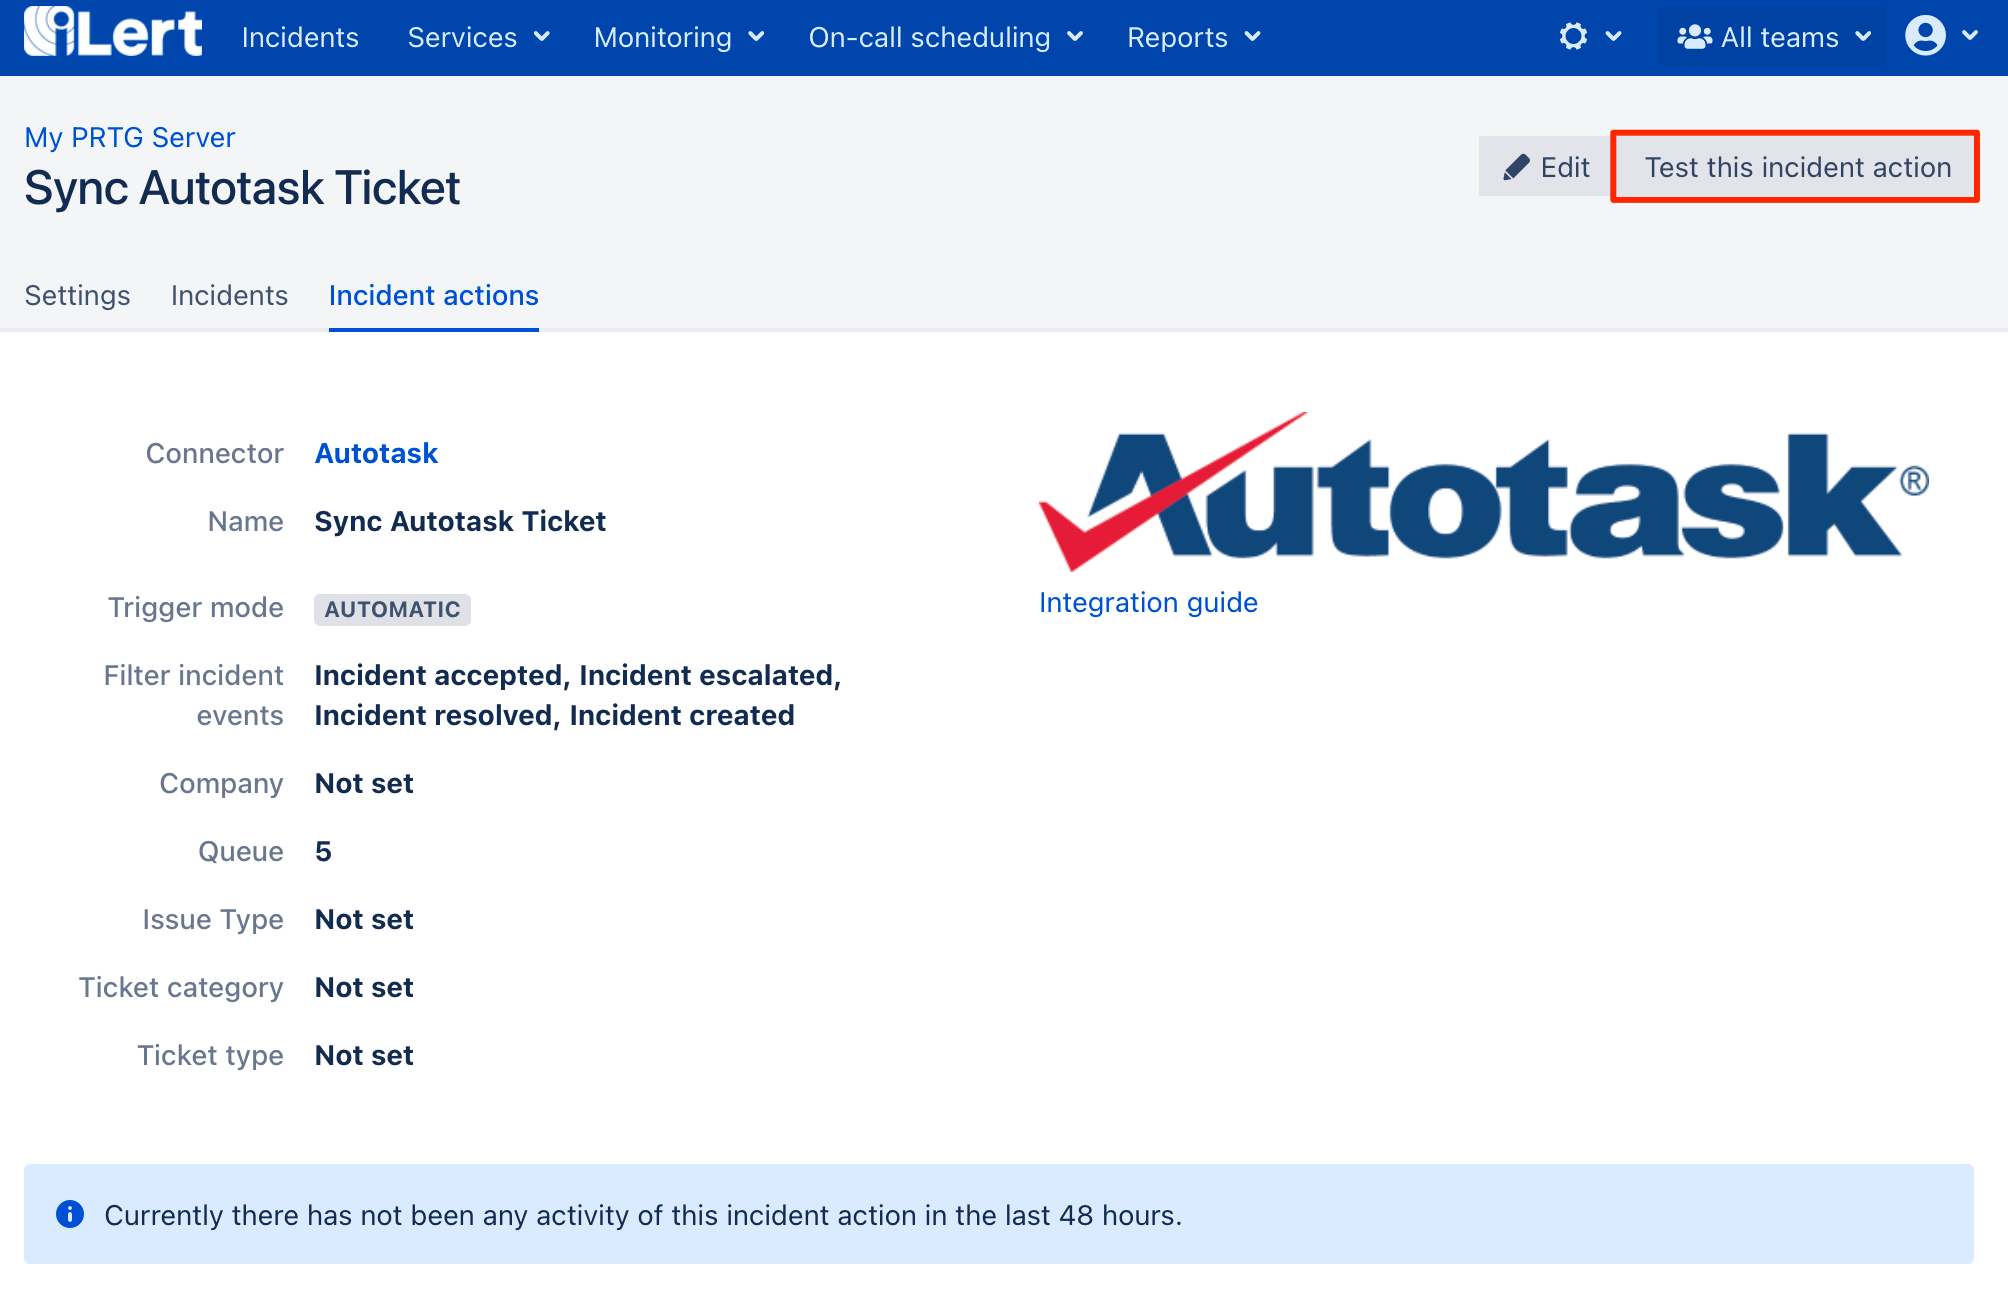 iLert Incidents Services Monitoring On-call scheduling Reports All teams
My PRTG Server
Sync Autotask Ticket
Edit Test this incident action
Settings Incidents Incident actions
Connector Autotask
Name Sync Autotask Ticket
Trigger mode AUTOMATIC
Filter incident events Incident accepted, Incident escalated,
Incident resolved, Incident created
Company Not set
Queue 5
Issue Type Not set
Ticket category Not set
Ticket type Not set
Autotask®
Integration guide
Currently there has not been any activity of this incident action in the last 48 hours.